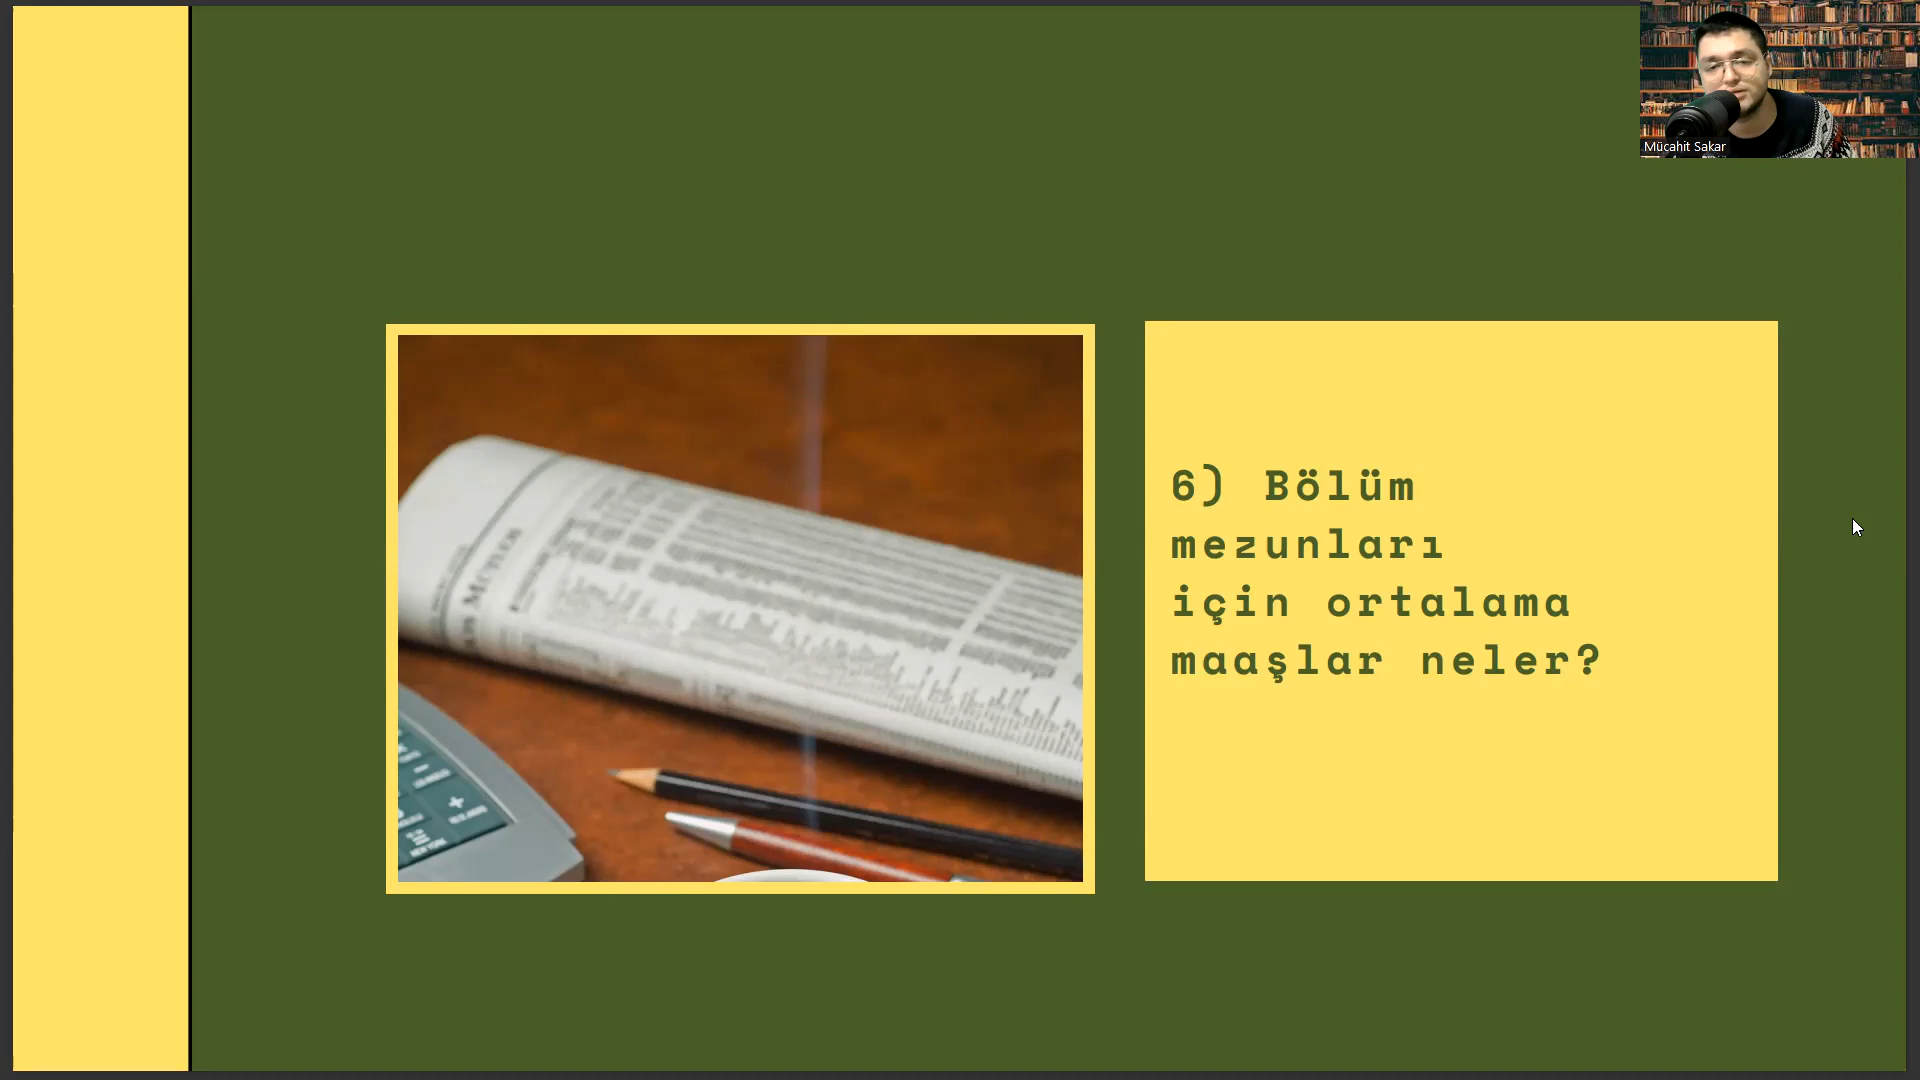 Mücahit Sakar
6) Bölüm
mezunları
için ortalama
maaşlar neler?